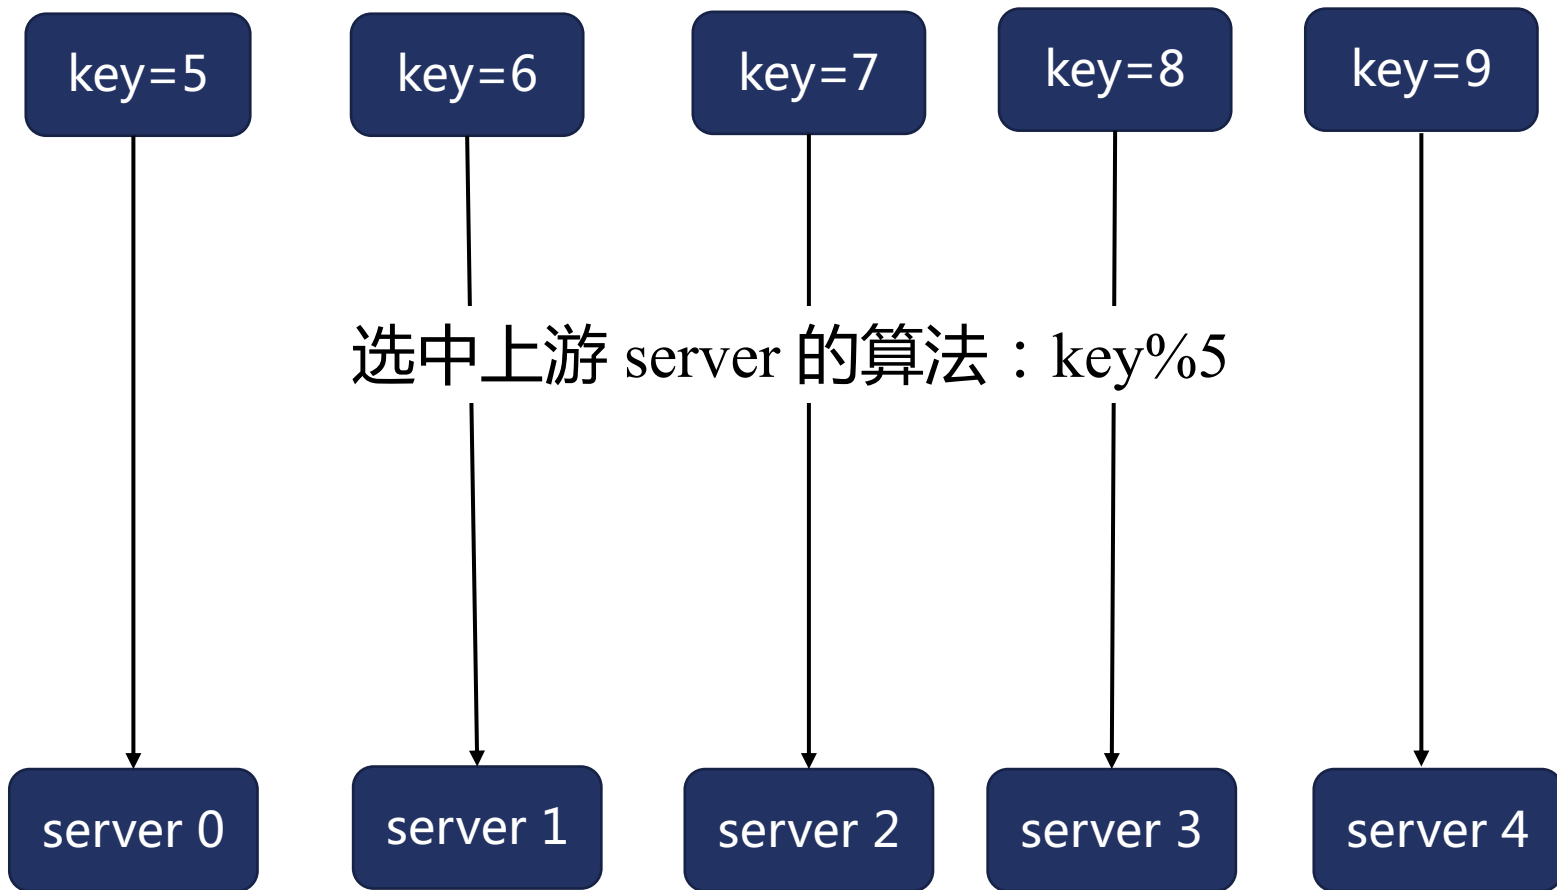 key=5
key=6
key=7
key=8
key=9
选中上游 server 的算法：key%5
server 0
server 1
server 2
server 3
server 4